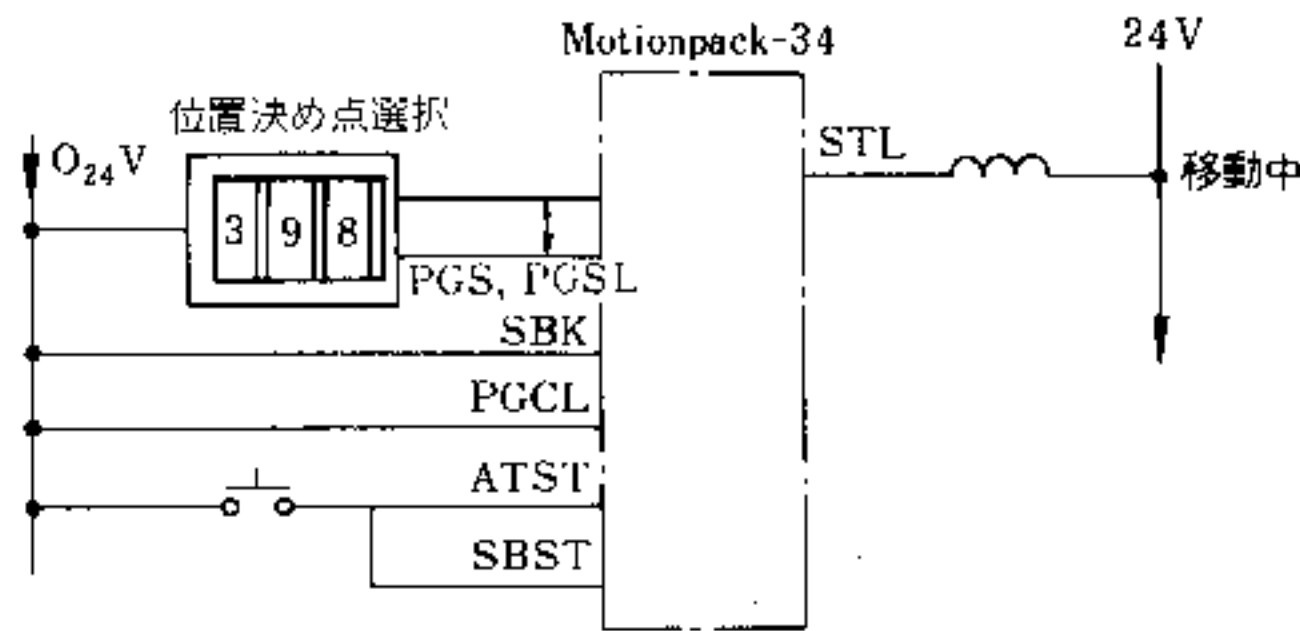 Motionpack-34
24V
位置決め点選択
O₂₄V
STL
移動中
3 9 8
PGS, PGSL
SBK
PGCL
ATST
SBST